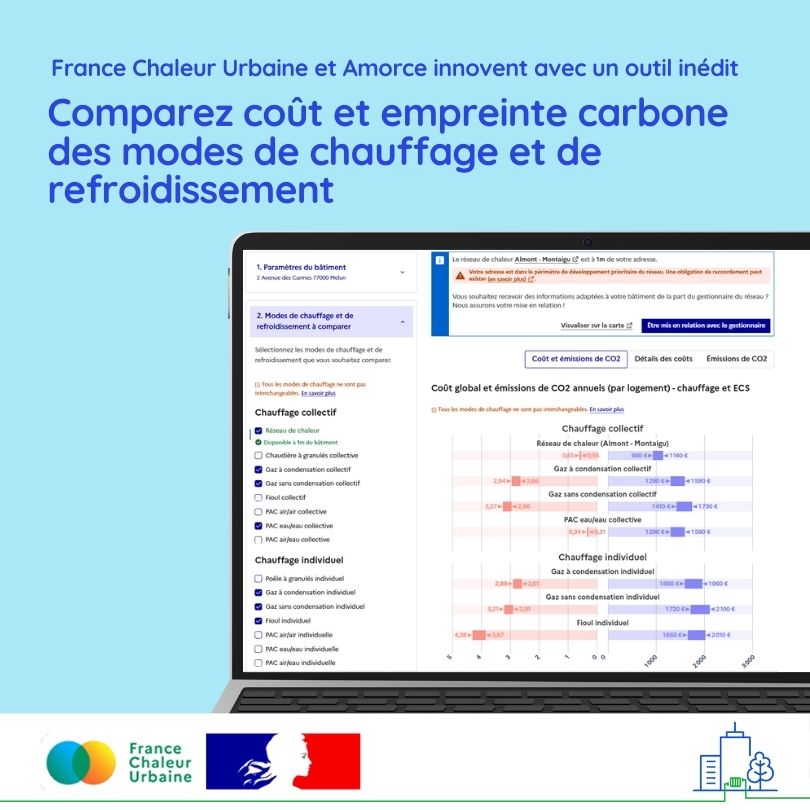 France Chaleur Urbaine et Amorce innovent avec un outil inédit
Comparez coût et empreinte carbone
des modes de chauffage et de
refroidissement
1. Paramètres du bâtiment
2 Avenue des Carmes 77000 Melun
2. Modes de chauffage et de
refroidissement à comparer
Sélectionnez les modes de chauffage et de
refroidissement que vous souhaitez comparer.
Tous les modes de chauffage ne sont pas
interchangeables. En savoir plus
Chauffage collectif
Réseau de chaleur
Disponible à 1m du bâtiment
Chaudière à granulés collective
Gaz à condensation collectif
Gaz sans condensation collectif
Fioul collectif
PAC air/air collective
PAC eau/eau collective
PAC air/eau collective
Chauffage individuel
Poêle à granulés individuel
Gaz à condensation individuel
Gaz sans condensation individuel
Fioul individuel
PAC air/air individuelle
PAC eau/eau individuelle
PAC air/eau individuelle
Le réseau de chaleur Almont - Montaigu est à 1m de votre adresse.
Votre adresse est dans le périmètre de développement prioritaire du réseau. Une obligation de raccordement peut
exister (en savoir plus).
Vous souhaitez recevoir des informations adaptées à votre bâtiment de la part du gestionnaire du réseau ?
Nous assurons votre mise en relation !
Visualiser sur la carte
Être mis en relation avec le gestionnaire
Coût et émissions de CO2
Détails des coûts
Émissions de CO2
Coût global et émissions de CO2 annuels (par logement) - chauffage et ECS
Tous les modes de chauffage ne sont pas interchangeables. En savoir plus
Chauffage collectif
Réseau de chaleur (Almont - Montaigu)
0,61 0,55 930 € 1140 €
Gaz à condensation collectif
2,94 2,66 1290 € 1580 €
Gaz sans condensation collectif
3,27 2,96 1410 € 1730 €
PAC eau/eau collective
0,34 0,31 1290 € 1580 €
Chauffage individuel
Gaz à condensation individuel
2,89 2,61 1600 € 1960 €
Gaz sans condensation individuel
3,21 2,91 1720 € 2100 €
Fioul individuel
4,28 3,87 1650 € 2010 €
5 4 3 2 1 0 0 1000 2000 3000
France
Chaleur
Urbaine